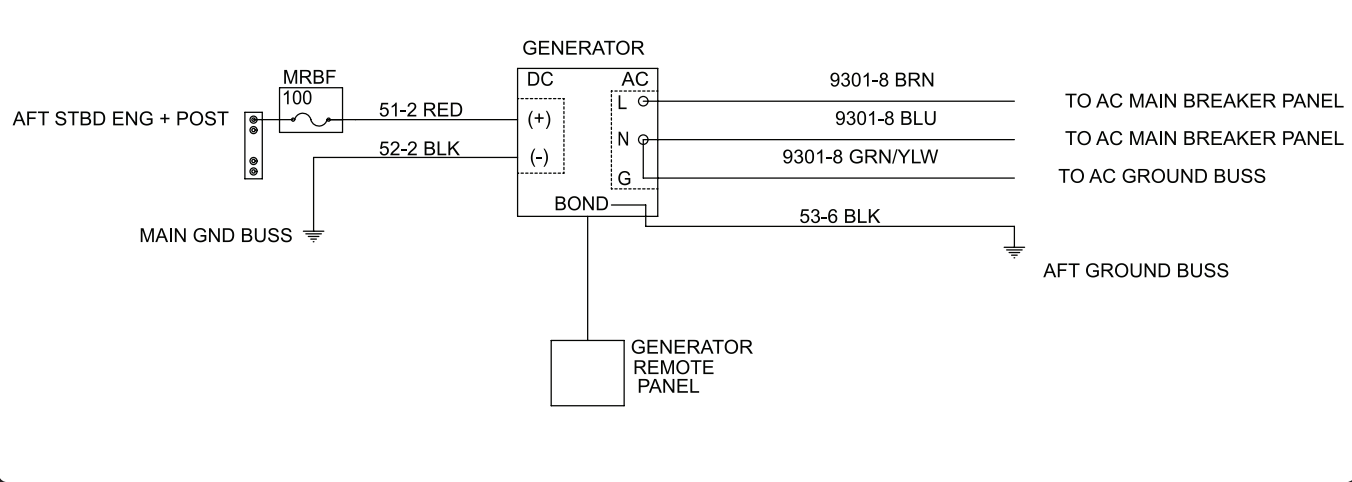 GENERATOR
MRBF
100
DC
AC
AFT STBD ENG + POST
51-2 RED
(+)
L
9301-8 BRN
TO AC MAIN BREAKER PANEL
52-2 BLK
(-)
N
9301-8 BLU
TO AC MAIN BREAKER PANEL
G
9301-8 GRN/YLW
TO AC GROUND BUSS
BOND
53-6 BLK
MAIN GND BUSS
AFT GROUND BUSS
GENERATOR
REMOTE
PANEL